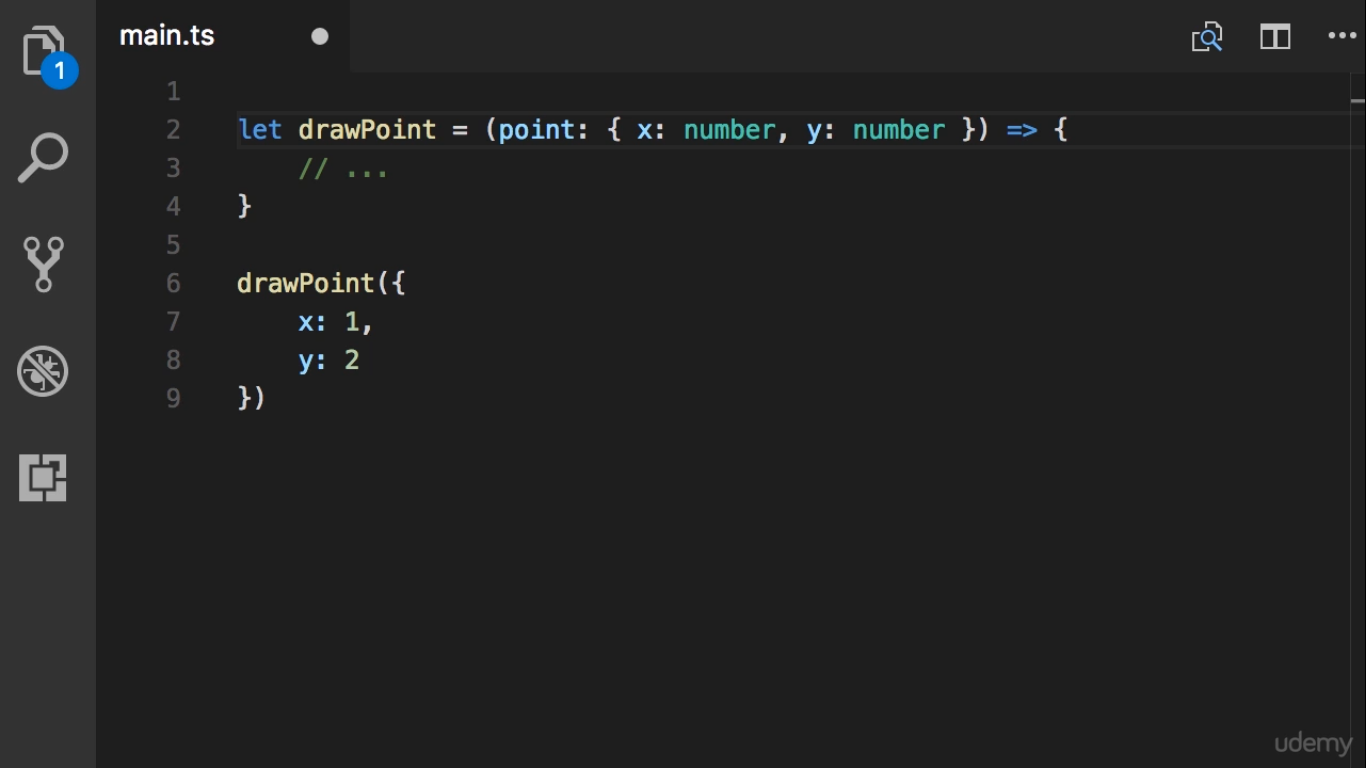 main.ts
1
1
2 let drawPoint = (point: { x: number, y: number }) => {
3     // ...
4 }
5
6 drawPoint({
7     x: 1,
8     y: 2
9 })
udemy